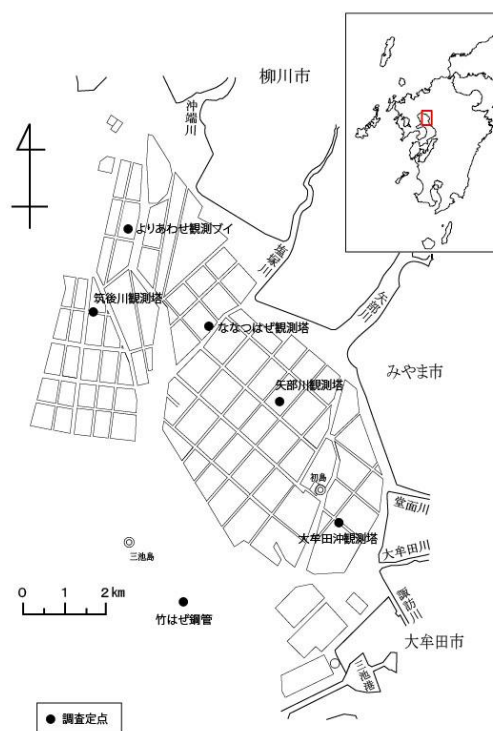 柳川市
沖端川
よりあわせ観測ブイ
塩塚川
矢部川
筑後川観測塔
ななつはぜ観測塔
みやま市
矢部川観測塔
初島
堂面川
大牟田沖観測塔
大牟田川
三池島
諏訪川
0 1 2km
竹はぜ鋼管
大牟田市
三池港
● 調査定点